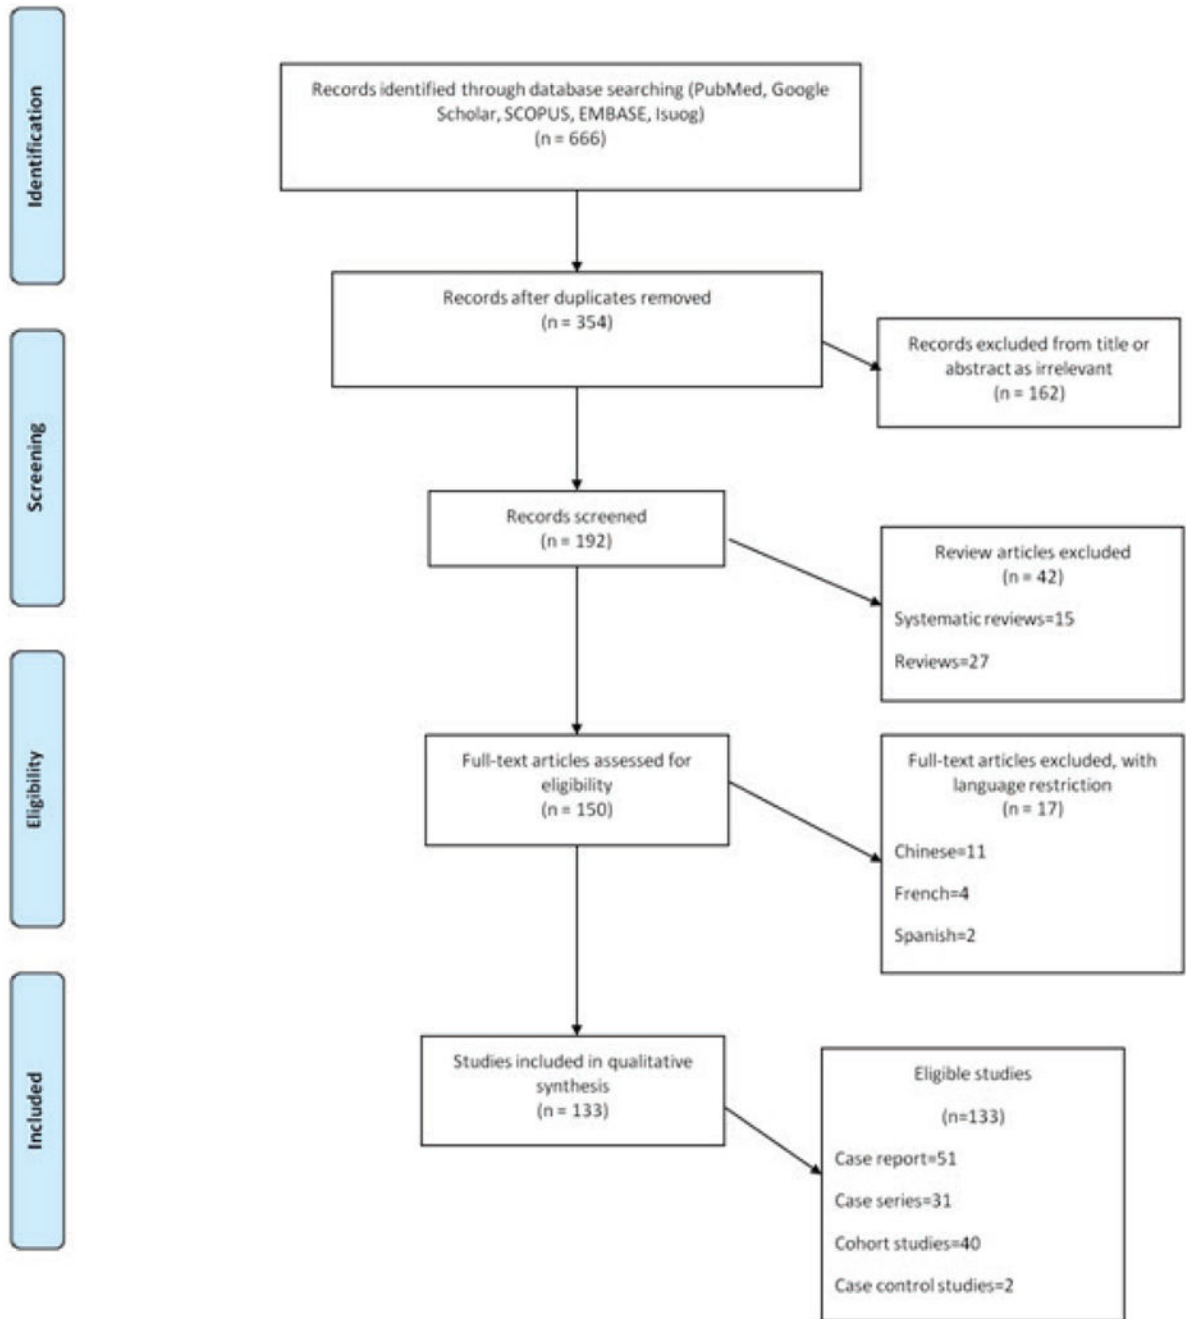 Identification
Records identified through database searching (PubMed, Google
Scholar, SCOPUS, EMBASE, Isuog)
(n = 666)
Records after duplicates removed
(n = 354)
Records excluded from title or
abstract as irrelevant
(n = 162)
Screening
Records screened
(n = 192)
Review articles excluded
(n = 42)
Systematic reviews=15
Reviews=27
Eligibility
Full-text articles assessed for
eligibility
(n = 150)
Full-text articles excluded, with
language restriction
(n = 17)
Chinese=11
French=4
Spanish=2
Included
Studies included in qualitative
synthesis
(n = 133)
Eligible studies
(n=133)
Case report=51
Case series=31
Cohort studies=40
Case control studies=2